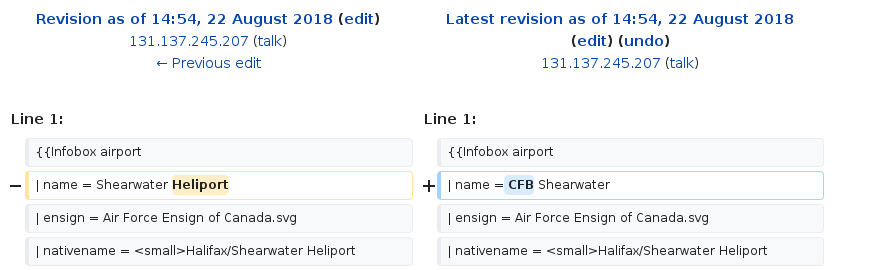 Revision as of 14:54, 22 August 2018 (edit)
131.137.245.207 (talk)
← Previous edit
Latest revision as of 14:54, 22 August 2018
(edit) (undo)
131.137.245.207 (talk)
Line 1:
Line 1:
{{Infobox airport
{{Infobox airport
− | name = Shearwater Heliport
+ | name = CFB Shearwater
| ensign = Air Force Ensign of Canada.svg
| ensign = Air Force Ensign of Canada.svg
| nativename = <small>Halifax/Shearwater Heliport
| nativename = <small>Halifax/Shearwater Heliport